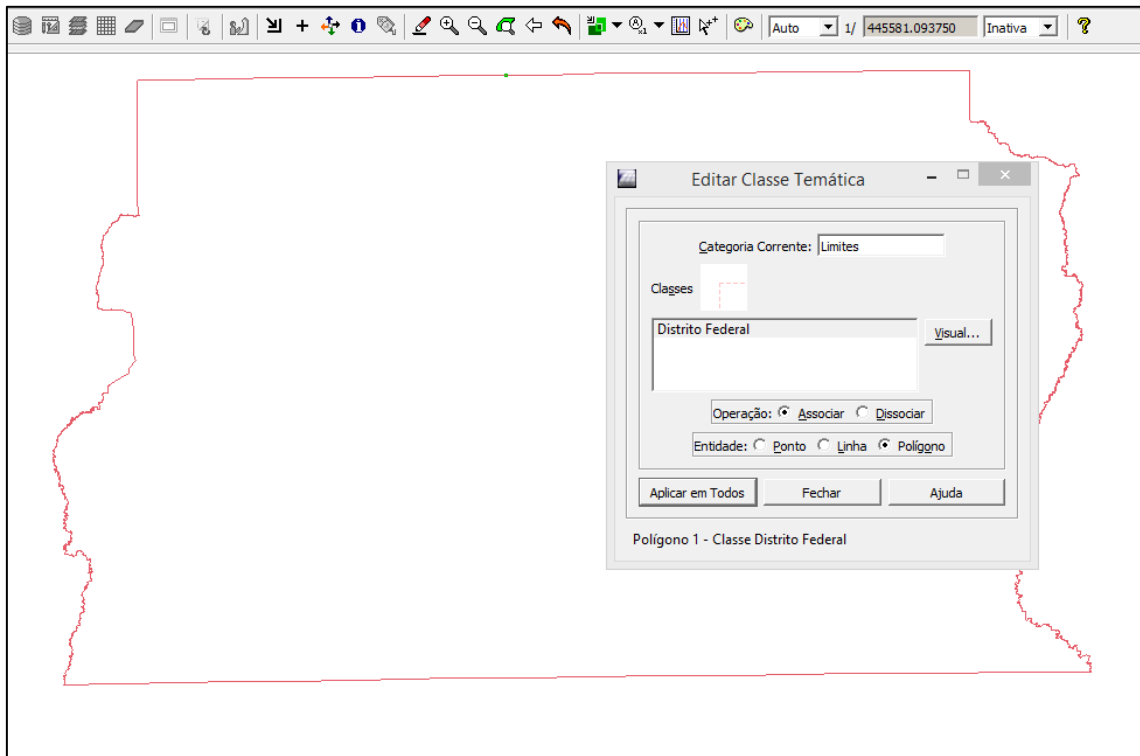 Auto 1/ 445581.093750 Inativa
Editar Classe Temática
Categoria Corrente: Limites
Classes
Distrito Federal
Visual...
Operação: Associar Dissociar
Entidade: Ponto Linha Polígono
Aplicar em Todos Fechar Ajuda
Polígono 1 - Classe Distrito Federal